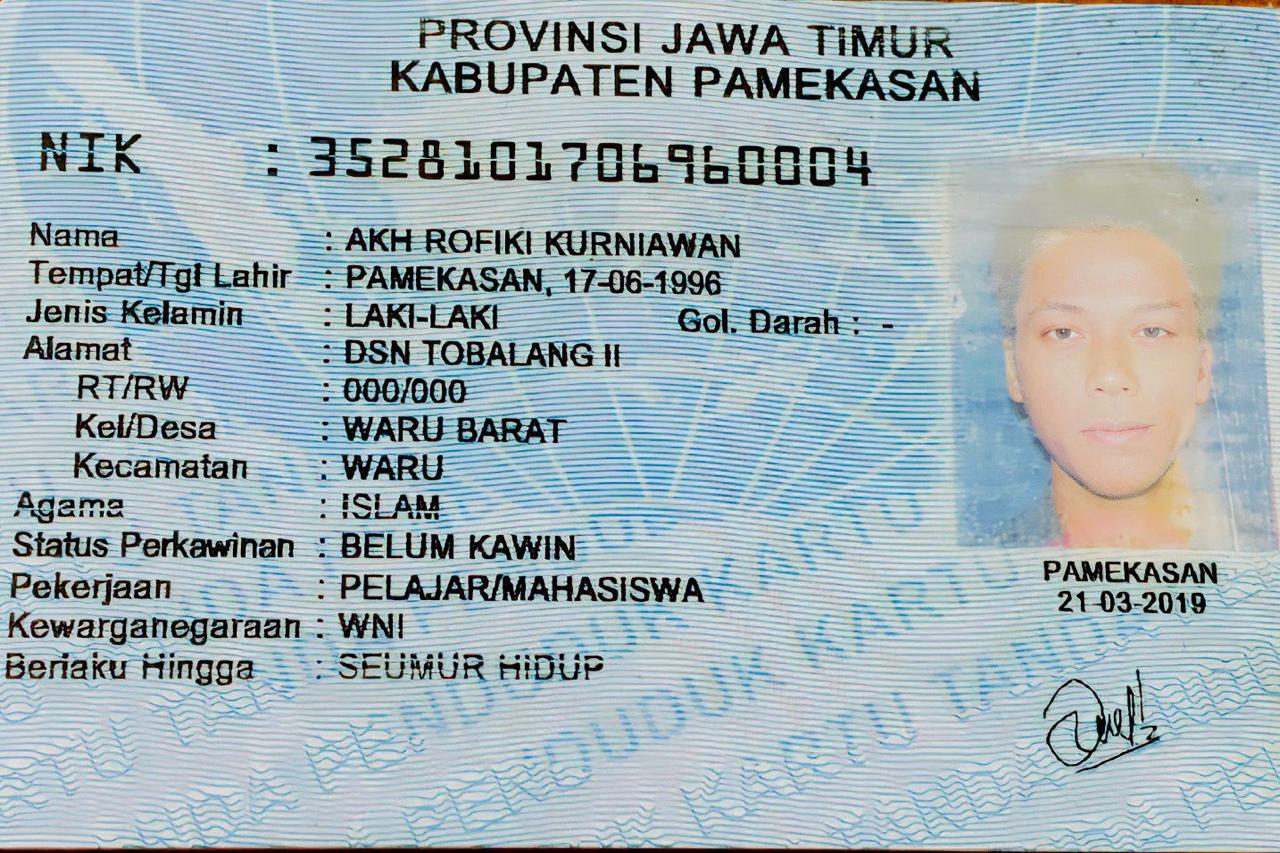 PROVINSI JAWA TIMUR
KABUPATEN PAMEKASAN
NIK : 3528101706960004
Nama : AKH ROFIKI KURNIAWAN
Tempat/Tgl Lahir : PAMEKASAN, 17-06-1996
Jenis Kelamin : LAKI-LAKI Gol. Darah : -
Alamat : DSN TOBALANG II
RT/RW : 000/000
Kel/Desa : WARU BARAT
Kecamatan : WARU
Agama : ISLAM
Status Perkawinan : BELUM KAWIN
Pekerjaan : PELAJAR/MAHASISWA
Kewarganegaraan : WNI
Berlaku Hingga : SEUMUR HIDUP
PAMEKASAN
21-03-2019